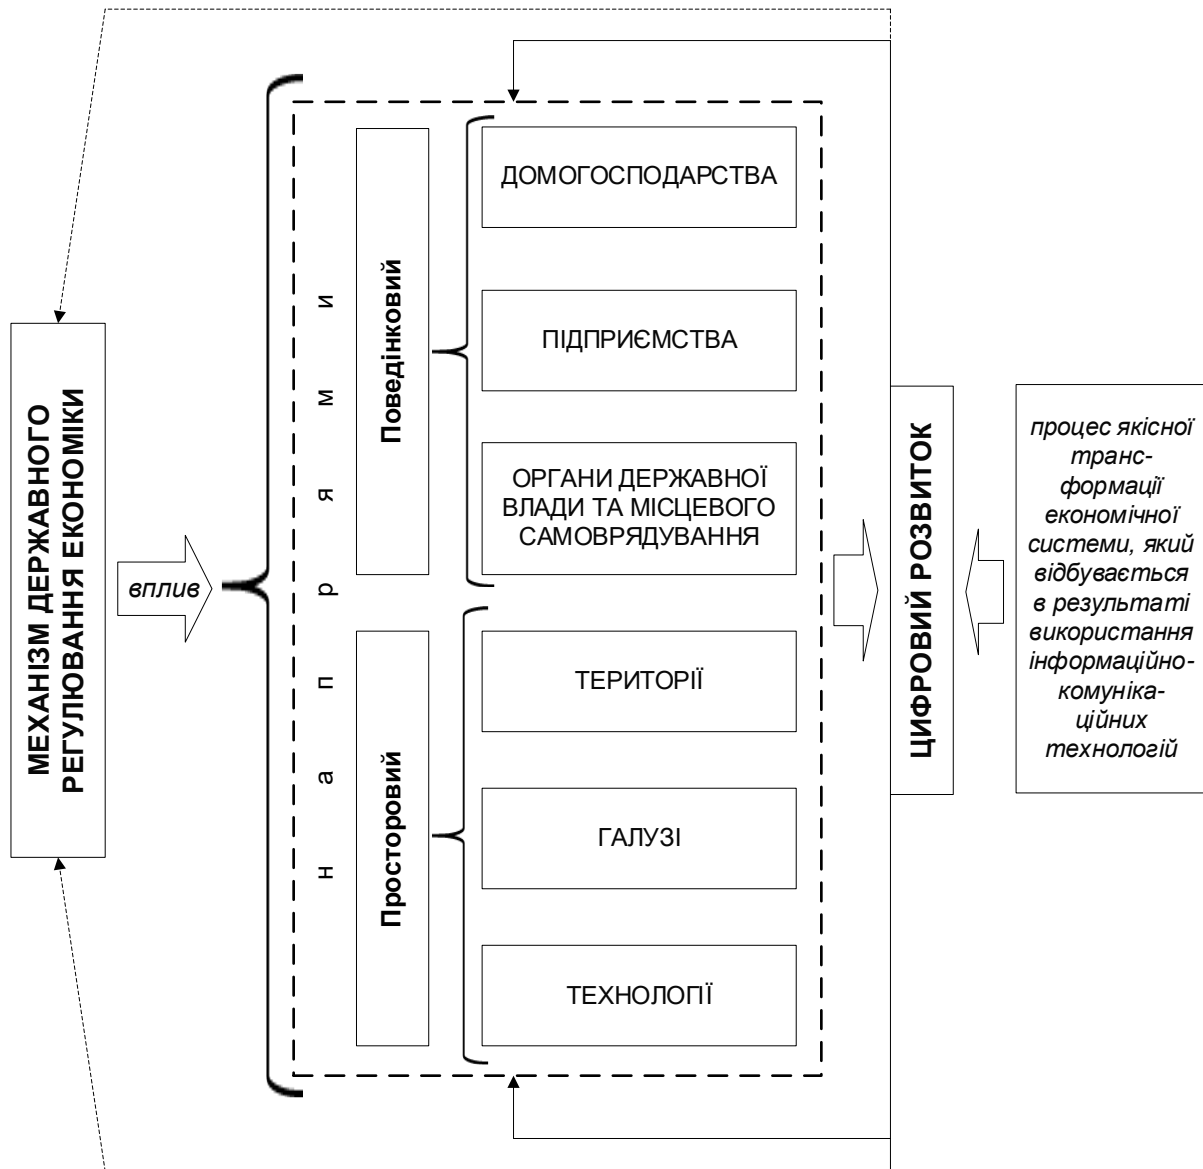 МЕХАНІЗМ ДЕРЖАВНОГО
РЕГУЛЮВАННЯ ЕКОНОМІКИ
вплив
напрями
Поведінковий
ДОМОГОСПОДАРСТВА
ПІДПРИЄМСТВА
ОРГАНИ ДЕРЖАВНОЇ
ВЛАДИ ТА МІСЦЕВОГО
САМОВРЯДУВАННЯ
Просторовий
ТЕРИТОРІЇ
ГАЛУЗІ
ТЕХНОЛОГІЇ
ЦИФРОВИЙ РОЗВИТОК
процес якісної
транс-
формації
економічної
системи, який
відбувається
в результаті
використання
інформаційно-
комуніка-
ційних
технологій